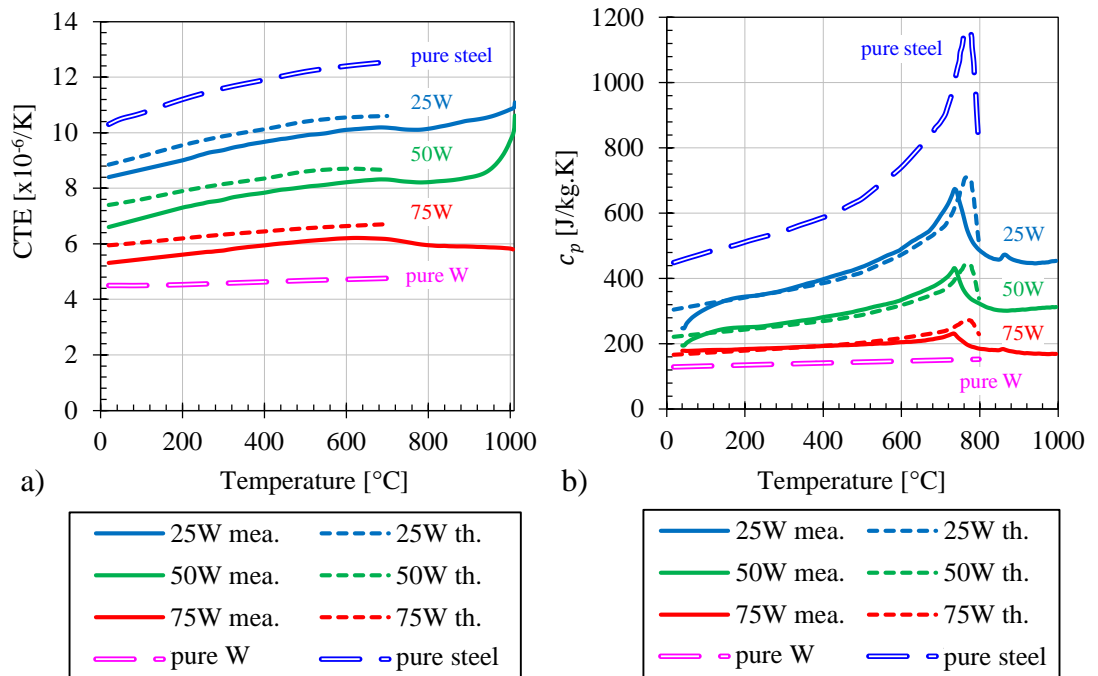 CTE [x10⁻⁶/K]
14
12
10
8
6
4
2
0
pure steel
25W
50W
75W
pure W
0 200 400 600 800 1000
Temperature [°C]
a)
25W mea. 25W th.
50W mea. 50W th.
75W mea. 75W th.
pure W pure steel
c_p [J/kg.K]
1200
1000
800
600
400
200
0
pure steel
25W
50W
75W
pure W
0 200 400 600 800 1000
Temperature [°C]
b)
25W mea. 25W th.
50W mea. 50W th.
75W mea. 75W th.
pure W pure steel